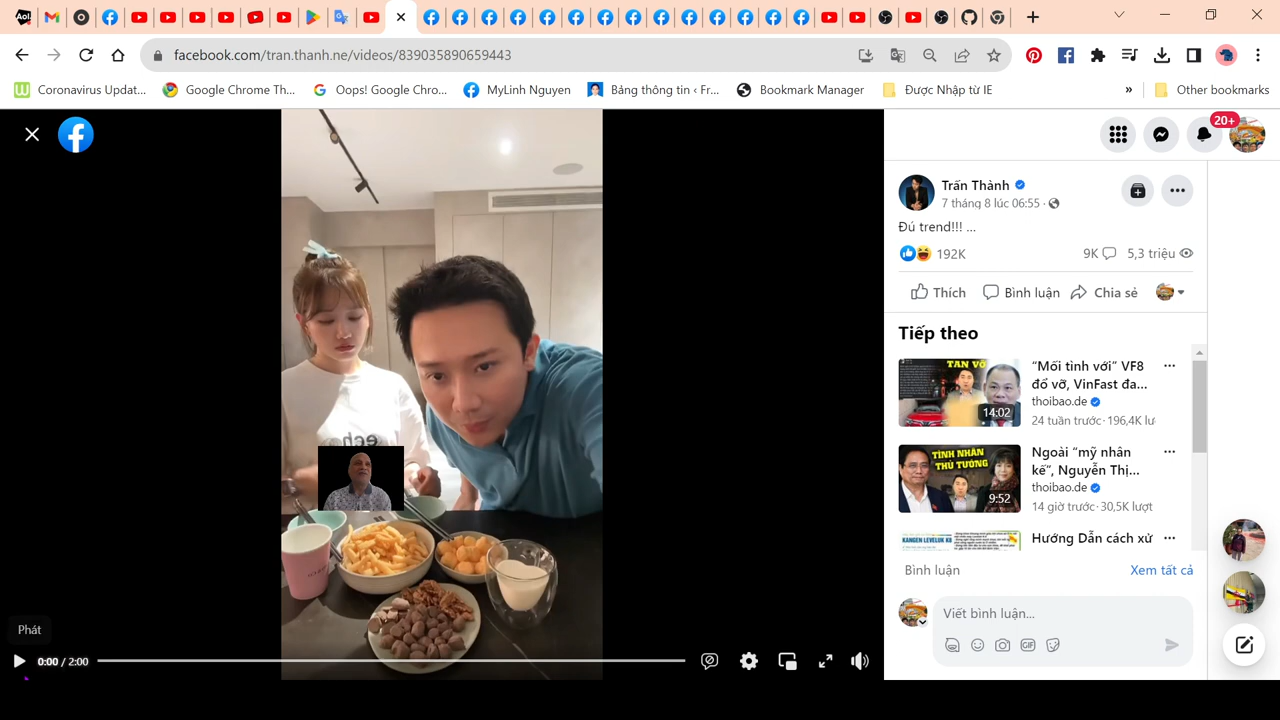 Aol.
facebook.com/tran.thanh.ne/videos/839035890659443
Coronavirus Updat...
Google Chrome Th...
Oops! Google Chro...
MyLinh Nguyen
Bảng thông tin ‹ Fr...
Bookmark Manager
Được Nhập từ IE
»
Other bookmarks
20+
Trấn Thành
7 tháng 8 lúc 06:55 ·
Đú trend!!! ...
192K
9K
5,3 triệu
Thích
Bình luận
Chia sẻ
Tiếp theo
TAN VỠ
14:02
“Mối tình với” VF8
đổ vỡ, VinFast đa...
thoibao.de
24 tuần trước · 196,4K lư
TÌNH NHÂN
THỦ TƯỚNG
9:52
Ngoài “mỹ nhân
kế”, Nguyễn Thị...
thoibao.de
14 giờ trước · 30,5K lượt
KANGEN LEVELUK K8
Hướng Dẫn cách xử
Bình luận
Xem tất cả
Viết bình luận...
GIF
Phát
0:00 / 2:00